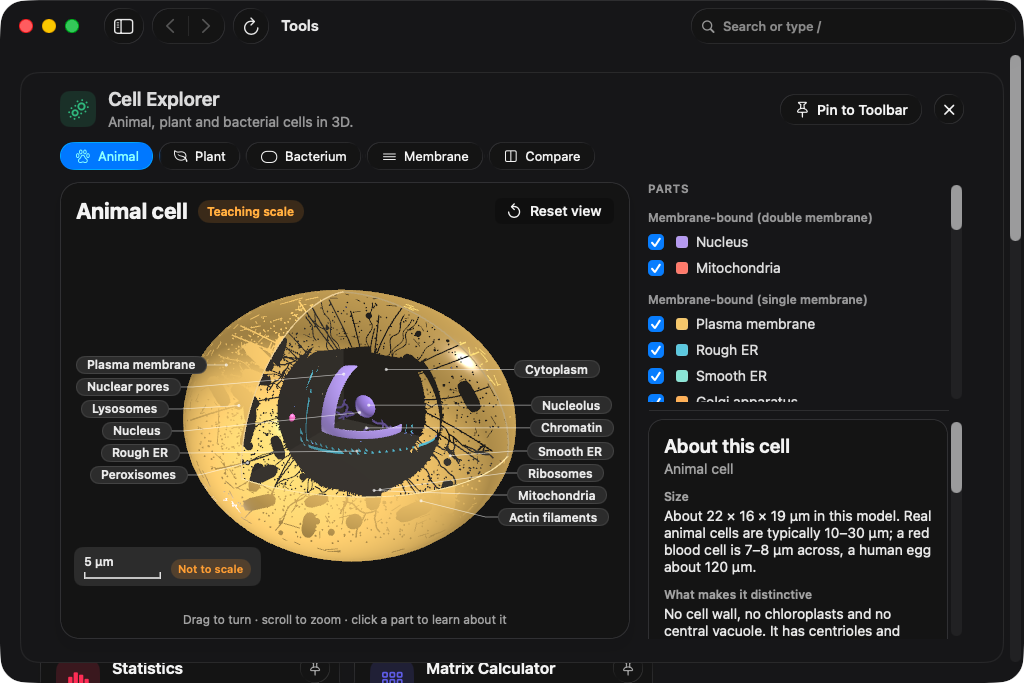 Tools
Search or type /
Cell Explorer
Animal, plant and bacterial cells in 3D.
Pin to Toolbar
Animal
Plant
Bacterium
Membrane
Compare
Animal cell
Teaching scale
Reset view
Plasma membrane
Nuclear pores
Lysosomes
Nucleus
Rough ER
Peroxisomes
Cytoplasm
Nucleolus
Chromatin
Smooth ER
Ribosomes
Mitochondria
Actin filaments
5 µm
Not to scale
Drag to turn · scroll to zoom · click a part to learn about it
PARTS
Membrane-bound (double membrane)
Nucleus
Mitochondria
Membrane-bound (single membrane)
Plasma membrane
Rough ER
Smooth ER
Golgi apparatus
About this cell
Animal cell
Size
About 22 × 16 × 19 µm in this model. Real
animal cells are typically 10–30 µm; a red
blood cell is 7–8 µm across, a human egg
about 120 µm.
What makes it distinctive
No cell wall, no chloroplasts and no
central vacuole. It has centrioles and
Statistics
Matrix Calculator